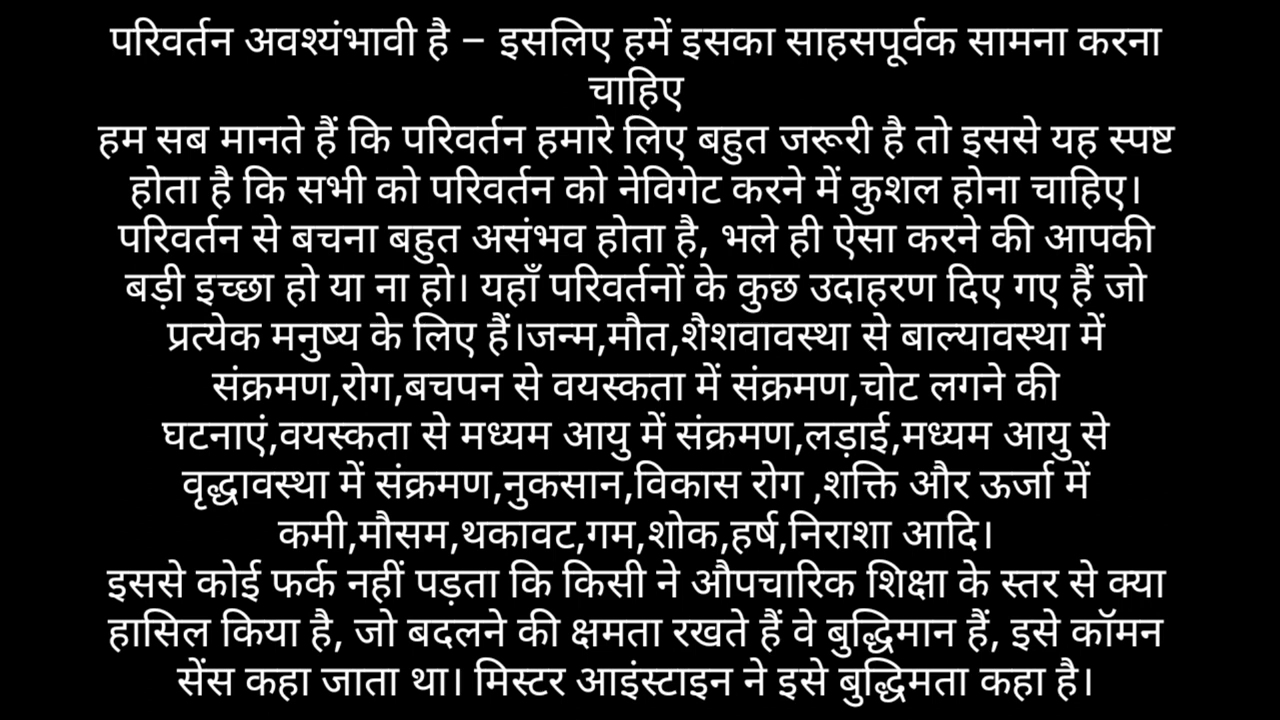 परिवर्तन अवश्यंभावी है – इसलिए हमें इसका साहसपूर्वक सामना करना
चाहिए
हम सब मानते हैं कि परिवर्तन हमारे लिए बहुत जरूरी है तो इससे यह स्पष्ट
होता है कि सभी को परिवर्तन को नेविगेट करने में कुशल होना चाहिए।
परिवर्तन से बचना बहुत असंभव होता है, भले ही ऐसा करने की आपकी
बड़ी इच्छा हो या ना हो। यहाँ परिवर्तनों के कुछ उदाहरण दिए गए हैं जो
प्रत्येक मनुष्य के लिए हैं।जन्म,मौत,शैशवावस्था से बाल्यावस्था में
संक्रमण,रोग,बचपन से वयस्कता में संक्रमण,चोट लगने की
घटनाएं,वयस्कता से मध्यम आयु में संक्रमण,लड़ाई,मध्यम आयु से
वृद्धावस्था में संक्रमण,नुकसान,विकास रोग ,शक्ति और ऊर्जा में
कमी,मौसम,थकावट,गम,शोक,हर्ष,निराशा आदि।
इससे कोई फर्क नहीं पड़ता कि किसी ने औपचारिक शिक्षा के स्तर से क्या
हासिल किया है, जो बदलने की क्षमता रखते हैं वे बुद्धिमान हैं, इसे कॉमन
सेंस कहा जाता था। मिस्टर आइंस्टाइन ने इसे बुद्धिमता कहा है।